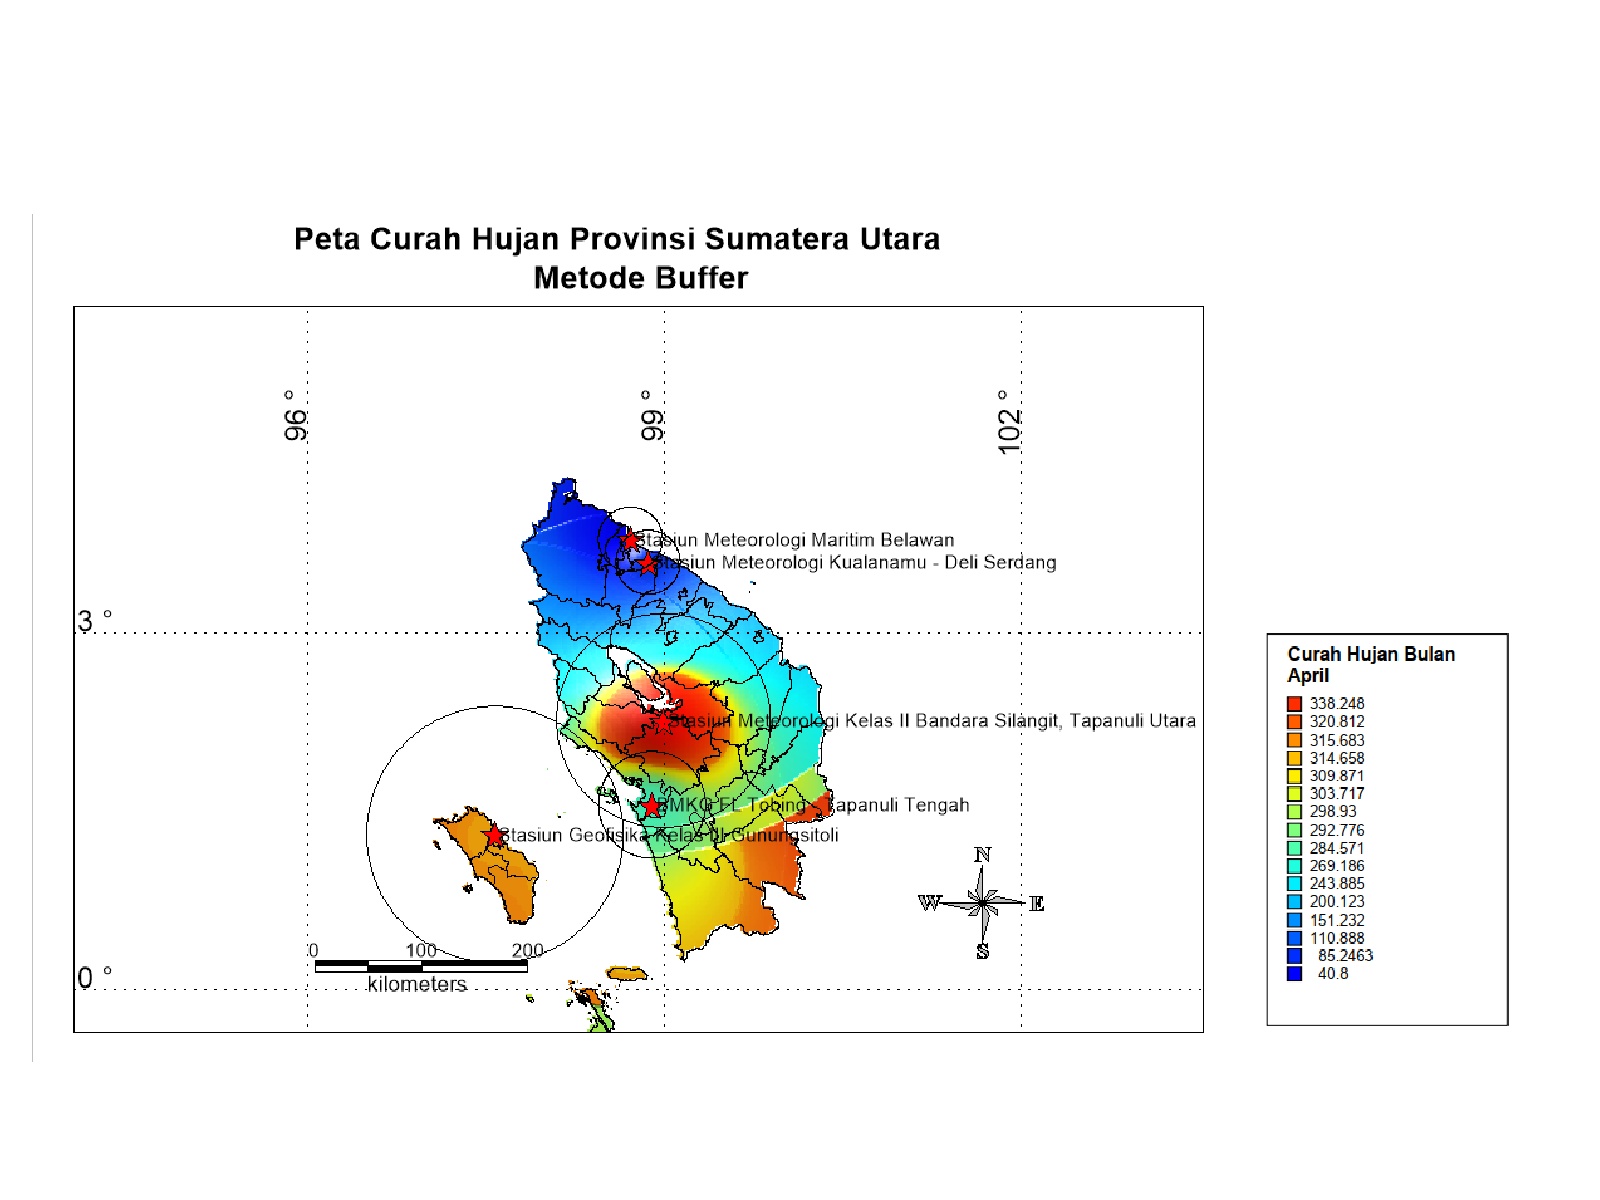 Peta Curah Hujan Provinsi Sumatera Utara
Metode Buffer
96 °
99 °
102 °
Stasiun Meteorologi Maritim Belawan
Stasiun Meteorologi Kualanamu - Deli Serdang
3 °
Stasiun Meteorologi Kelas II Bandara Silangit, Tapanuli Utara
BMKG FL Tobing - Tapanuli Tengah
Stasiun Geofisika Kelas III Gunungsitoli
N
W E
S
0 100 200
kilometers
0 °
Curah Hujan Bulan
April
338.248
320.812
315.683
314.658
309.871
303.717
298.93
292.776
284.571
269.186
243.885
200.123
151.232
110.888
85.2463
40.8